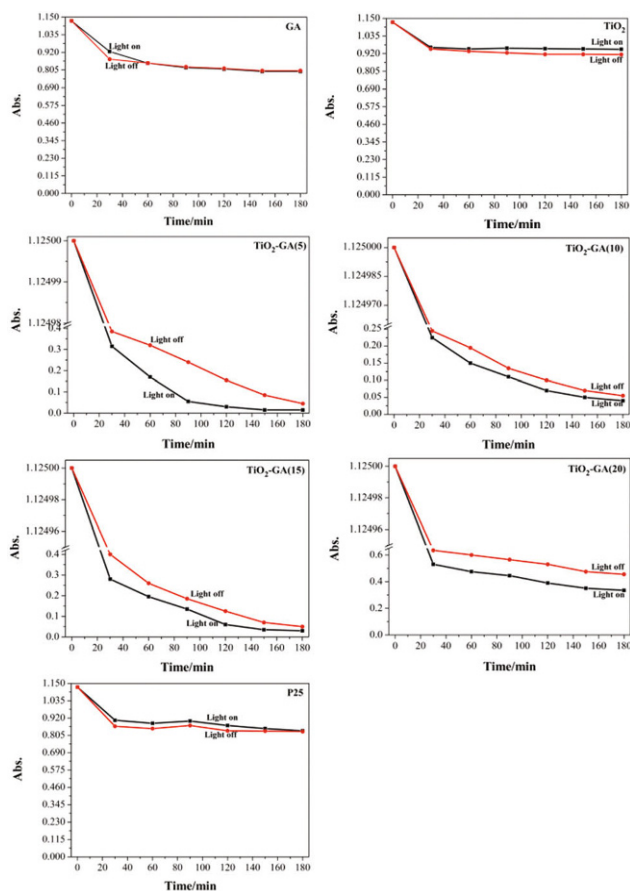 GA
1.150
1.035
0.920
0.805
0.690
0.575
0.460
0.345
0.230
0.115
0.000
Abs.
Light on
Light off
0 20 40 60 80 100 120 140 160 180
Time/min
TiO₂
1.150
1.035
0.920
0.805
0.690
0.575
0.460
0.345
0.230
0.115
0.000
Abs.
Light on
Light off
0 20 40 60 80 100 120 140 160 180
Time/min
TiO₂-GA(5)
1.12500
1.12499
1.12498
0.4
0.3
0.2
0.1
0.0
Abs.
Light off
Light on
0 20 40 60 80 100 120 140 160 180
Time/min
TiO₂-GA(10)
1.125000
1.124985
1.124970
0.25
0.20
0.15
0.10
0.05
0.00
Abs.
Light off
Light on
0 20 40 60 80 100 120 140 160 180
Time/min
TiO₂-GA(15)
1.12500
1.12498
1.12496
0.4
0.3
0.2
0.1
0.0
Abs.
Light off
Light on
0 20 40 60 80 100 120 140 160 180
Time/min
TiO₂-GA(20)
1.12500
1.12498
1.12496
0.6
0.4
0.2
0.0
Abs.
Light off
Light on
0 20 40 60 80 100 120 140 160 180
Time/min
P25
1.150
1.035
0.920
0.805
0.690
0.575
0.460
0.345
0.230
0.115
0.000
Abs.
Light on
Light off
0 20 40 60 80 100 120 140 160 180
Time/min